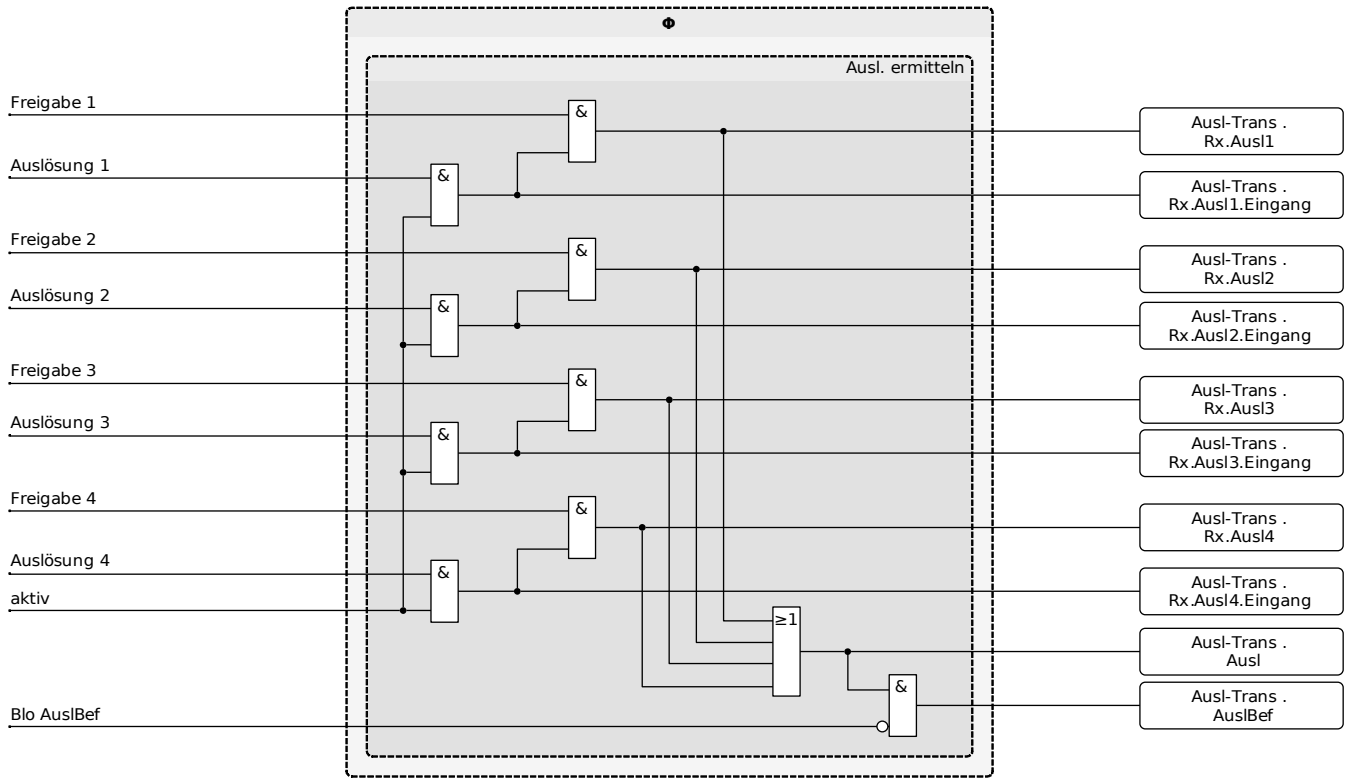 Φ
Ausl. ermitteln
Freigabe 1
&
Ausl-Trans .
Rx.Ausl1
Auslösung 1
&
Ausl-Trans .
Rx.Ausl1.Eingang
Freigabe 2
&
Ausl-Trans .
Rx.Ausl2
Auslösung 2
&
Ausl-Trans .
Rx.Ausl2.Eingang
Freigabe 3
&
Ausl-Trans .
Rx.Ausl3
Auslösung 3
&
Ausl-Trans .
Rx.Ausl3.Eingang
Freigabe 4
&
Ausl-Trans .
Rx.Ausl4
Auslösung 4
&
Ausl-Trans .
Rx.Ausl4.Eingang
aktiv
≥1
Ausl-Trans .
Ausl
&
Ausl-Trans .
AuslBef
Blo AuslBef